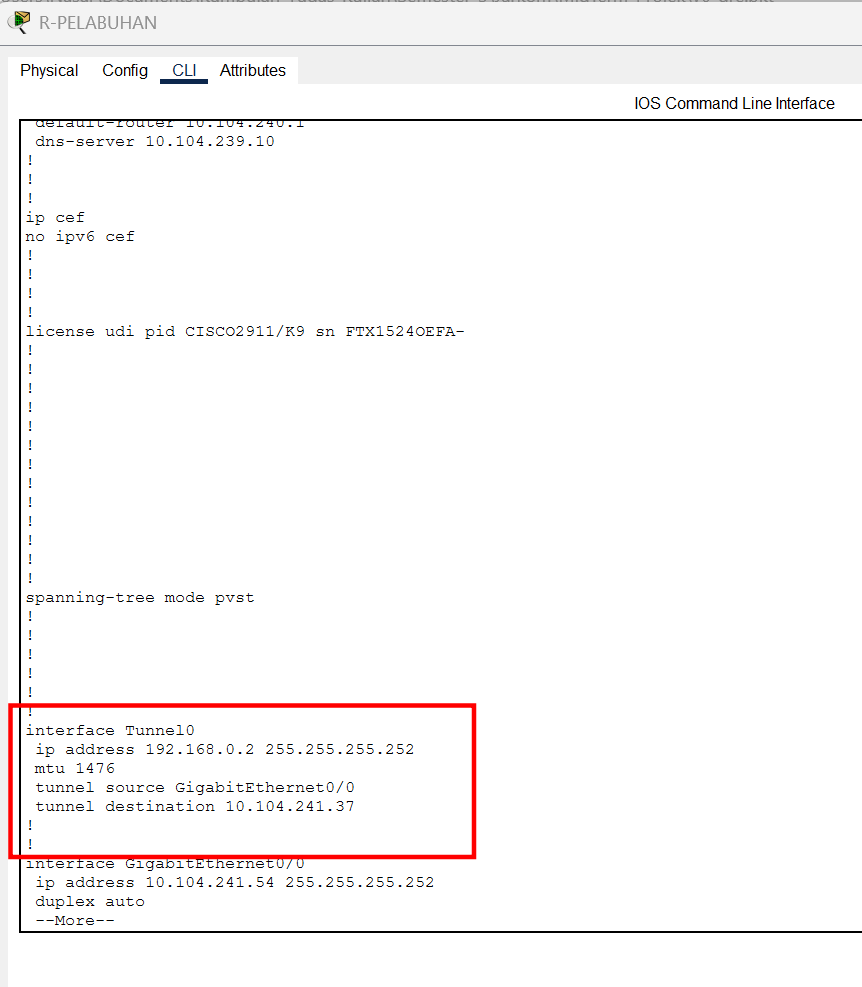 R-PELABUHAN
Physical Config CLI Attributes
IOS Command Line Interface
default-router 10.104.240.1
dns-server 10.104.239.10
!
!
!
ip cef
no ipv6 cef
!
!
!
!
license udi pid CISCO2911/K9 sn FTX1524OEFA-
!
!
!
!
!
!
!
!
!
!
!
!
!
spanning-tree mode pvst
!
!
!
!
!
!
interface Tunnel0
ip address 192.168.0.2 255.255.255.252
mtu 1476
tunnel source GigabitEthernet0/0
tunnel destination 10.104.241.37
!
!
interface GigabitEthernet0/0
ip address 10.104.241.54 255.255.255.252
duplex auto
--More--